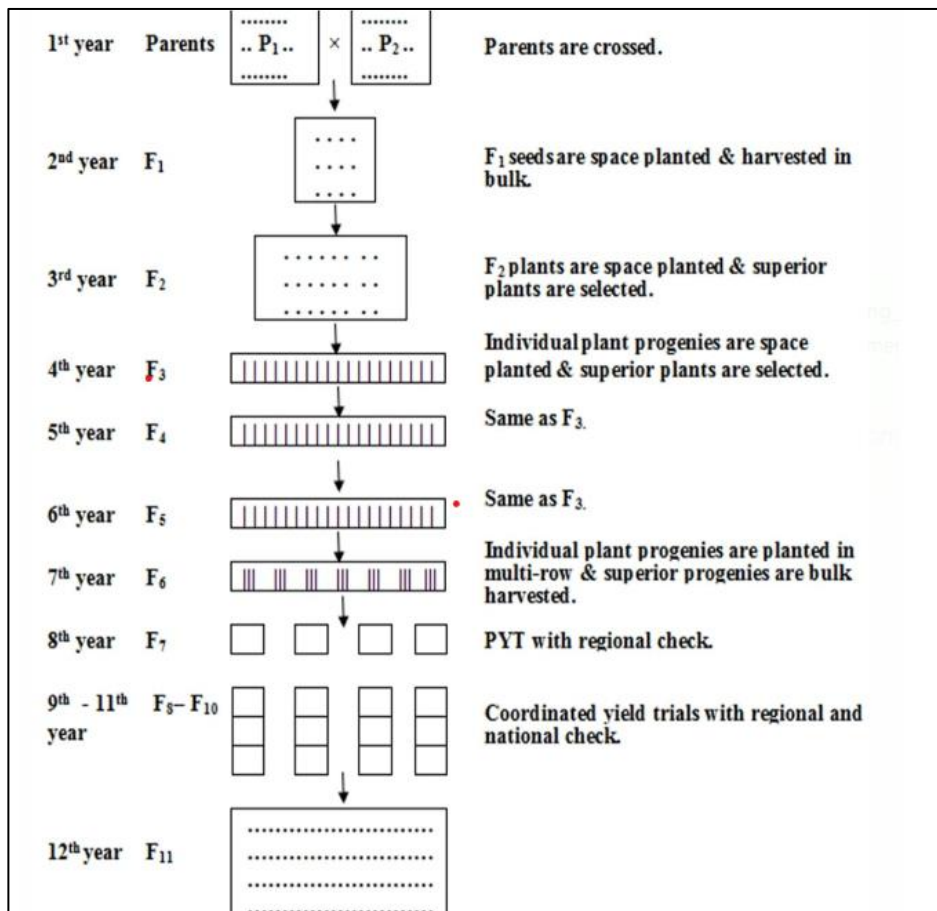 1st year Parents .. P1 .. × .. P2 .. Parents are crossed.
2nd year F1 F1 seeds are space planted & harvested in
bulk.
3rd year F2 F2 plants are space planted & superior
plants are selected.
4th year F3 Individual plant progenies are space
planted & superior plants are selected.
5th year F4 Same as F3.
6th year F5 Same as F3.
7th year F6 Individual plant progenies are planted in
multi-row & superior progenies are bulk
harvested.
8th year F7 PYT with regional check.
9th - 11th F8– F10
year
Coordinated yield trials with regional and
national check.
12th year F11